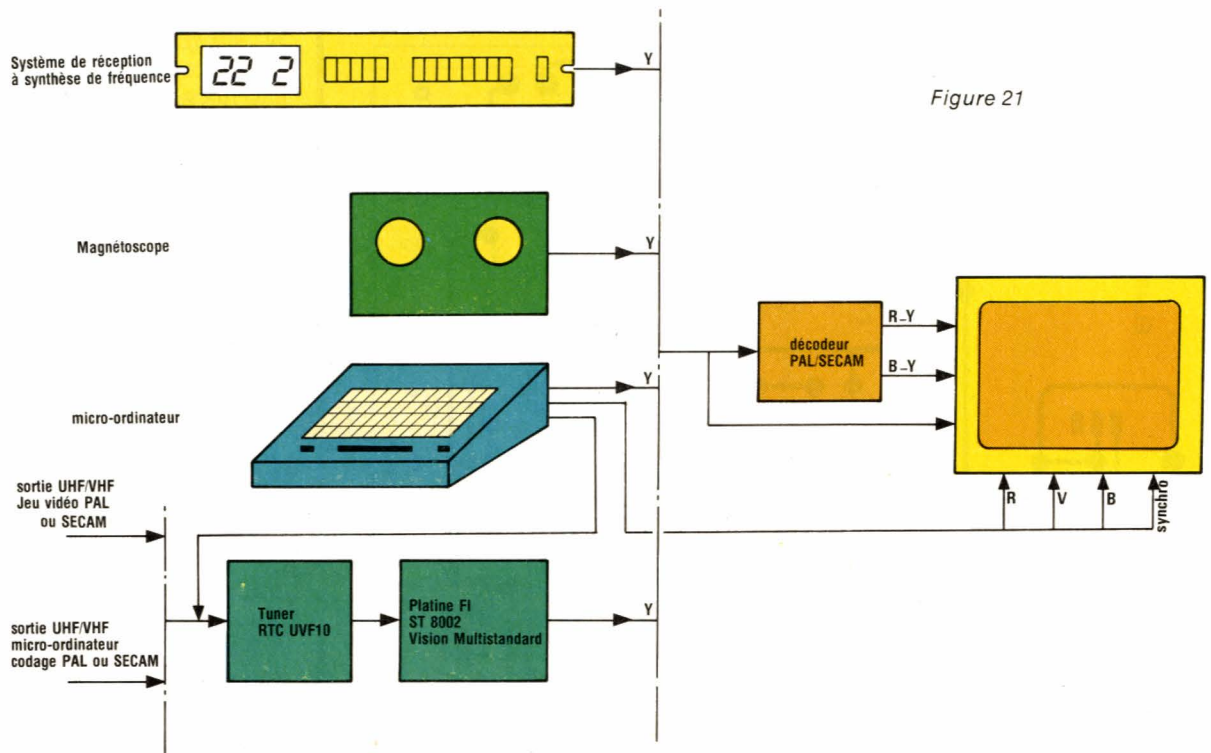 Système de réception
à synthèse de fréquence
22 2
Y
Figure 21
Magnétoscope
Y
décodeur
PAL/SECAM
R-Y
B-Y
micro-ordinateur
Y
sortie UHF/VHF
Jeu vidéo PAL
ou SECAM
R
V
B
synchro
Tuner
RTC UVF10
Platine FI
ST 8002
Vision Multistandard
Y
sortie UHF/VHF
micro-ordinateur
codage PAL ou SECAM